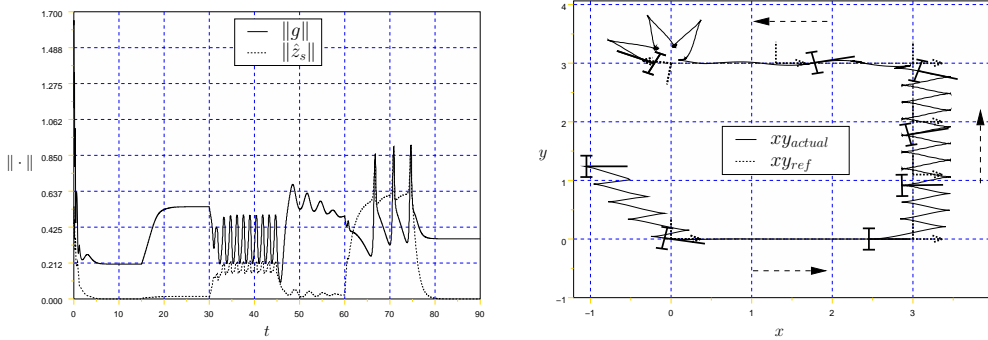 1.700
1.488
1.275
1.062
0.850
0.637
0.425
0.212
0.000
‖ · ‖
‖g‖
‖ẑₛ‖
0 10 20 30 40 50 60 70 80 90
t
4
3
2
1
0
−1
y
xy_actual
xy_ref
−1 0 1 2 3
x